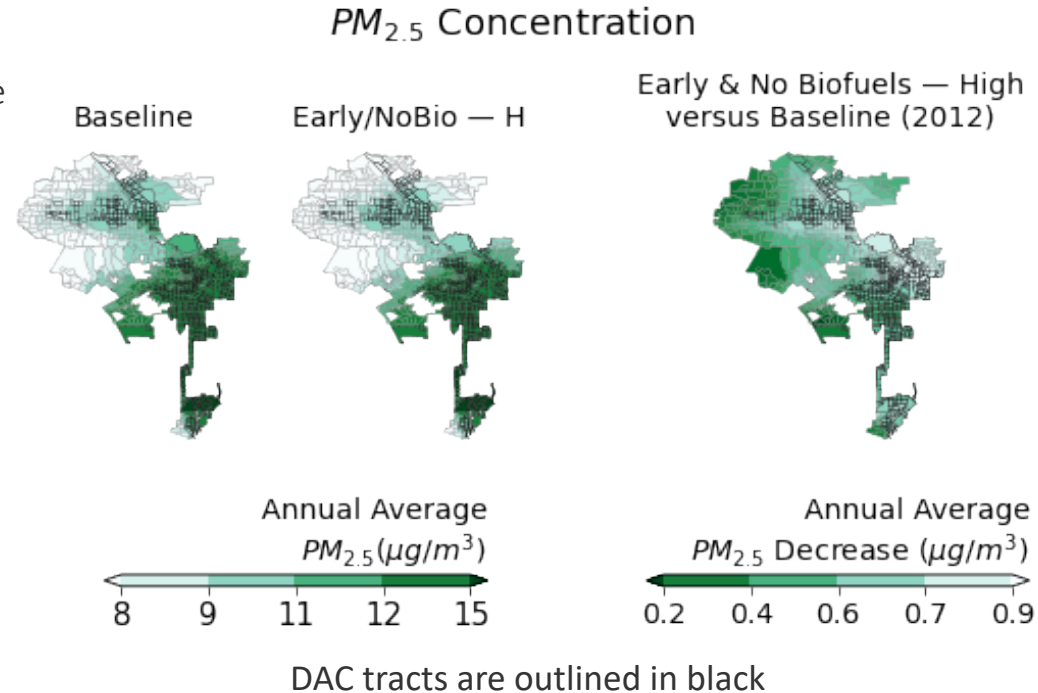 PM2.5 Concentration
e
Baseline
Early/NoBio — H
Early & No Biofuels — High
versus Baseline (2012)
Annual Average
PM2.5(μg/m³)
8 9 11 12 15
Annual Average
PM2.5 Decrease (μg/m³)
0.2 0.4 0.6 0.7 0.9
DAC tracts are outlined in black